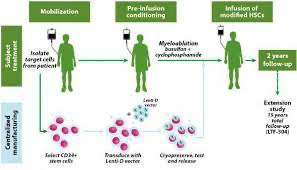 Mobilization
Pre-infusion
conditioning
Infusion of
modified HSCs
Subject
treatment
Isolate
target cells
from patient
Myeloablation
busulfan +
cyclophosphamide
2 years
follow-up
Extension
study
15 years
total
follow-up
(LTF-304)
Centralized
manufacturing
Lenti-D
vector
Select CD34+
stem cells
Transduce with
Lenti-D vector
Cryopreserve, test
and release